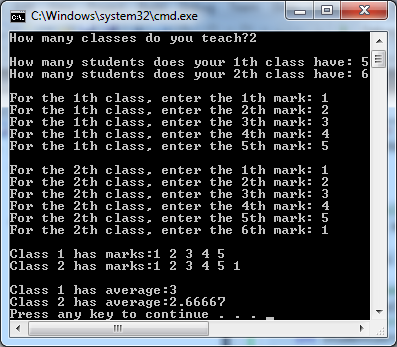 C:\Windows\system32\cmd.exe
How many classes do you teach?2
How many students does your 1th class have: 5
How many students does your 2th class have: 6
For the 1th class, enter the 1th mark: 1
For the 1th class, enter the 2th mark: 2
For the 1th class, enter the 3th mark: 3
For the 1th class, enter the 4th mark: 4
For the 1th class, enter the 5th mark: 5
For the 2th class, enter the 1th mark: 1
For the 2th class, enter the 2th mark: 2
For the 2th class, enter the 3th mark: 3
For the 2th class, enter the 4th mark: 4
For the 2th class, enter the 5th mark: 5
For the 2th class, enter the 6th mark: 1
Class 1 has marks:1 2 3 4 5
Class 2 has marks:1 2 3 4 5 1
Class 1 has average:3
Class 2 has average:2.66667
Press any key to continue . . . _